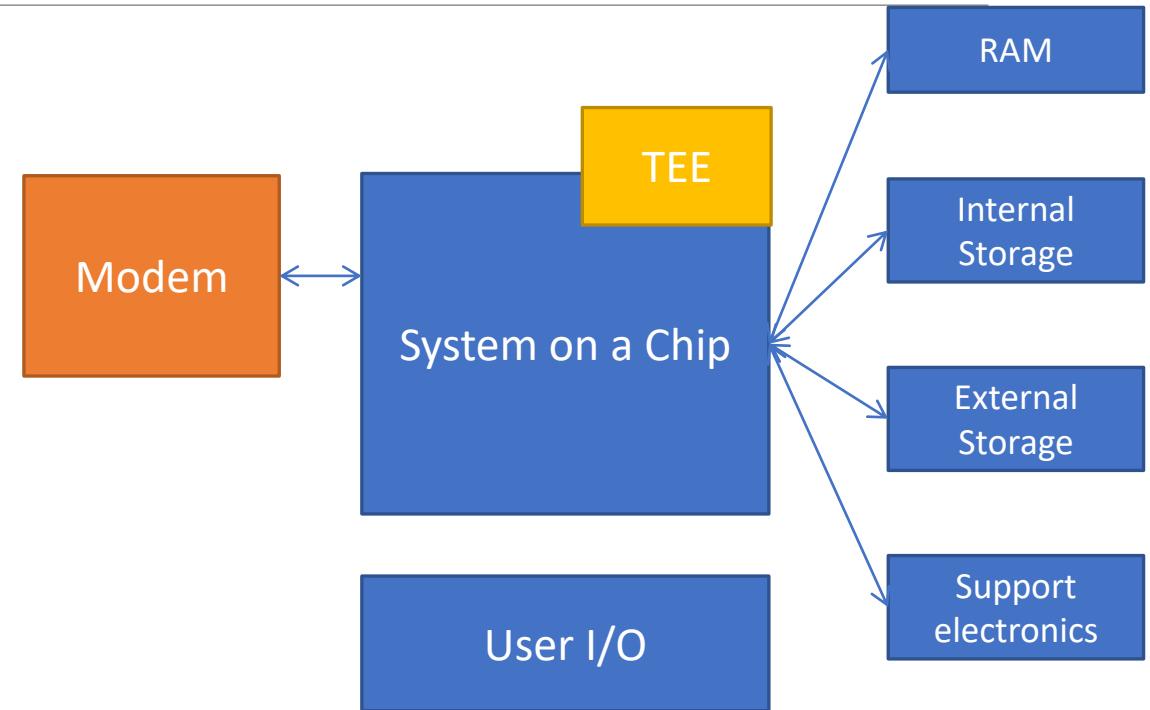 RAM
TEE
Modem
Internal
Storage
System on a Chip
External
Storage
Support
electronics
User I/O